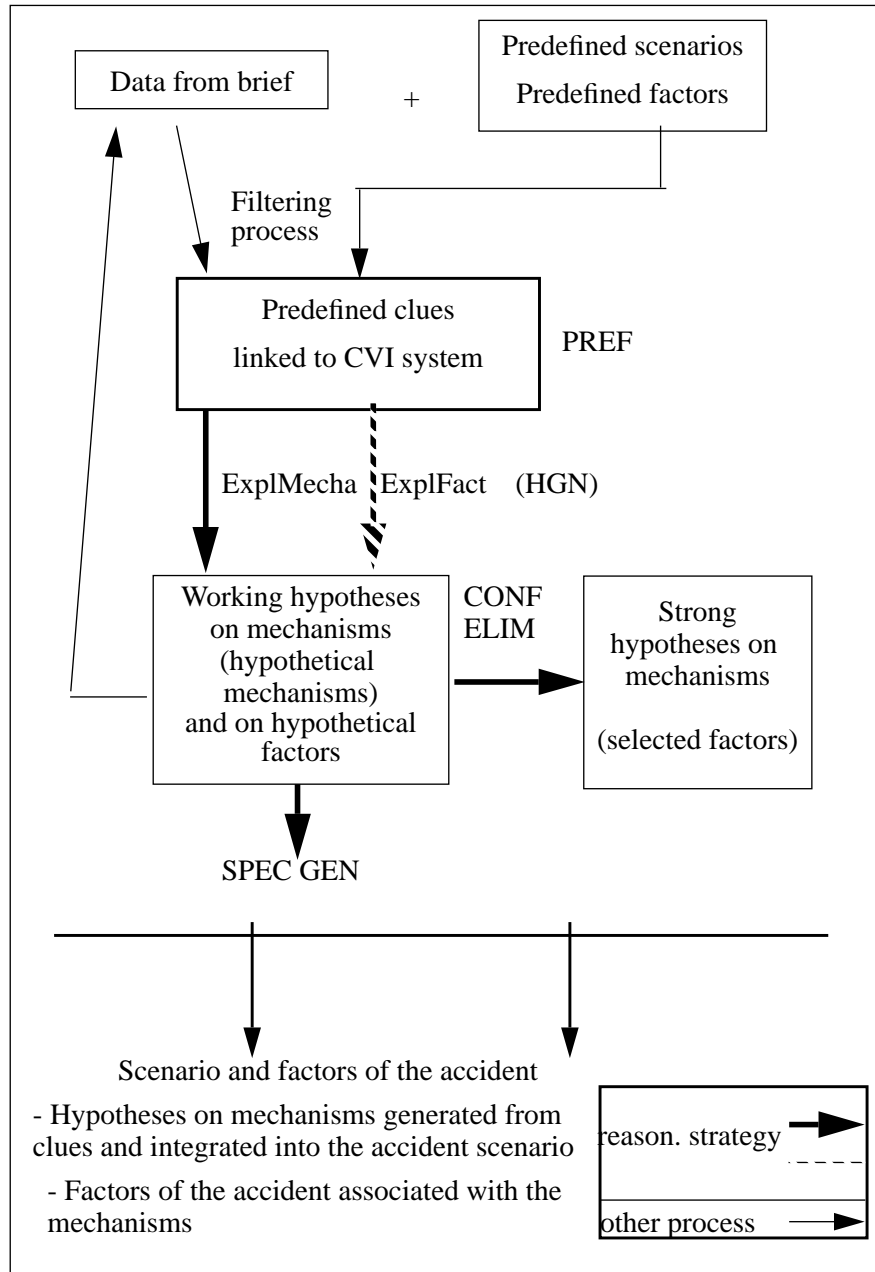 Data from brief
+
Predefined scenarios
Predefined factors
Filtering
process
Predefined clues
linked to CVI system
PREF
ExplMecha
ExplFact
(HGN)
Working hypotheses
on mechanisms
(hypothetical
mechanisms)
and on hypothetical
factors
CONF
ELIM
Strong
hypotheses on
mechanisms
(selected factors)
SPEC GEN
Scenario and factors of the accident
- Hypotheses on mechanisms generated from
clues and integrated into the accident scenario
- Factors of the accident associated with the
mechanisms
reason. strategy
other process